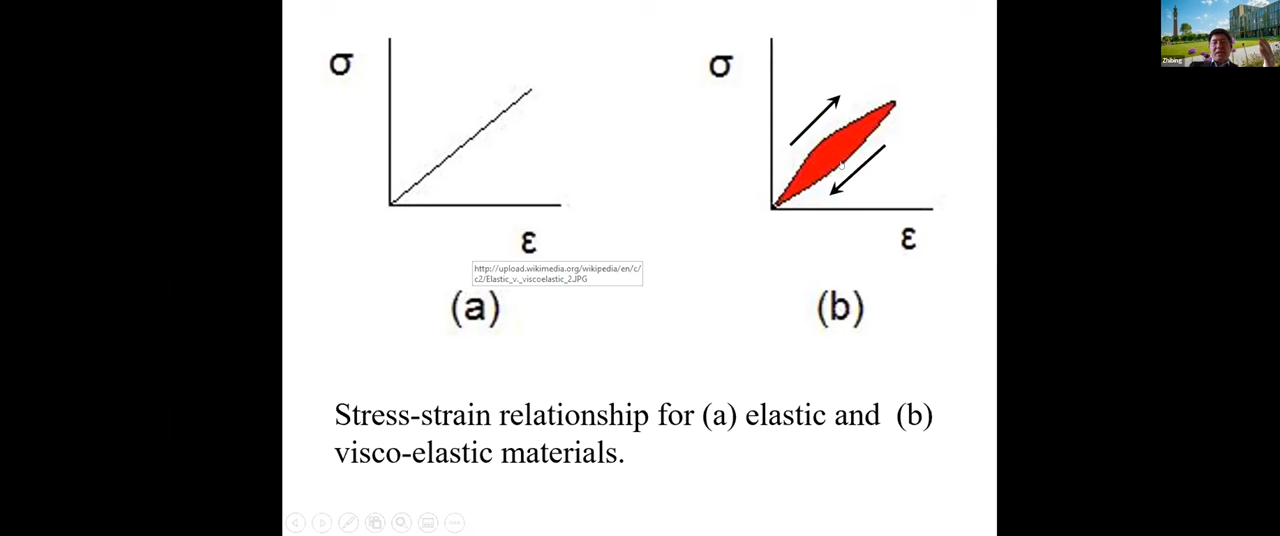 σ
σ
ε
ε
http://upload.wikimedia.org/wikipedia/en/c/
c2/Elastic_v._viscoelastic_2.JPG
(a)
(b)
Stress-strain relationship for (a) elastic and (b)
visco-elastic materials.
Zhibing